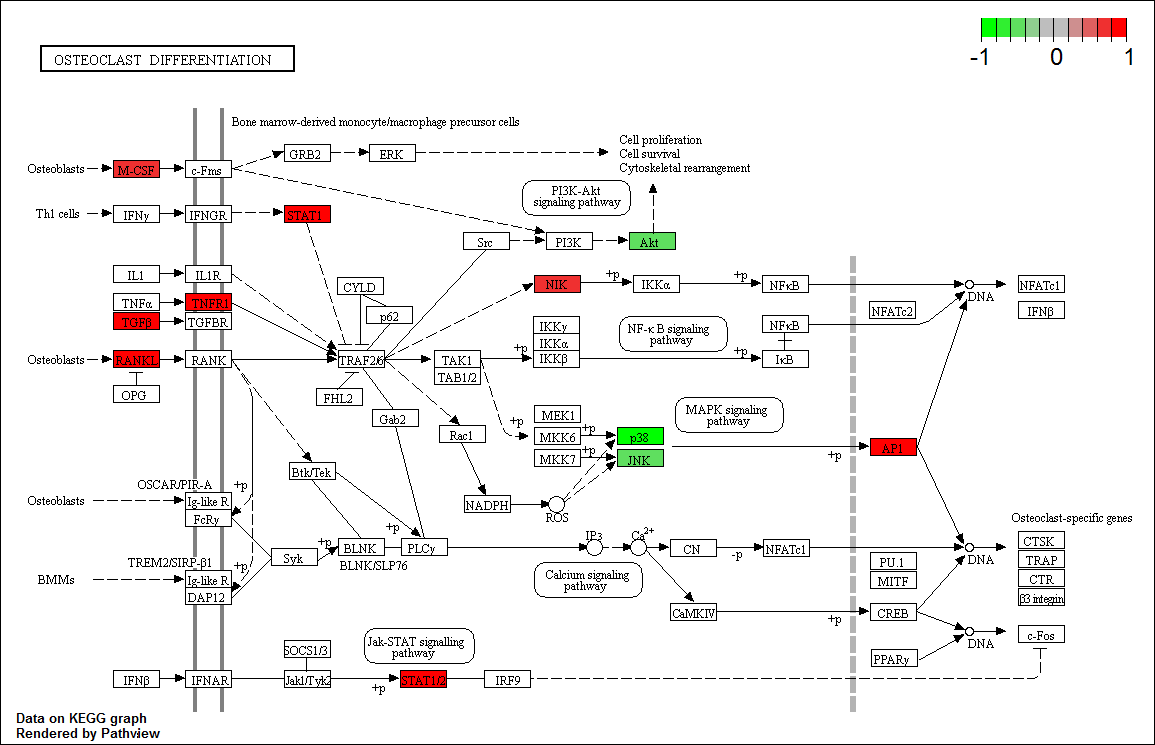 -1 0 1
OSTEOCLAST DIFFERENTIATION
Bone marrow-derived monocyte/macrophage precursor cells
GRB2
ERK
Cell proliferation
Cell survival
Cytoskeletal rearrangement
Osteoblasts
M-CSF
c-Fms
PI3K-Akt
signaling pathway
Th1 cells
IFNγ
IFNGR
STAT1
Src
PI3K
Akt
IL1
IL1R
CYLD
p62
NIK
+p
IKKα
+p
NFκB
DNA
NFATc1
IFNβ
TNFα
TNFR1
TGFβ
TGFBR
NFATc2
IKKγ
IKKα
IKKβ
NF-κ B signaling
pathway
NFκB
IκB
+p
+p
Osteoblasts
RANKL
RANK
TRAF2/6
TAK1
TAB1/2
OPG
FHL2
Gab2
Rac1
MEK1
MKK6
MKK7
+p
+p
+p
p38
JNK
MAPK signaling
pathway
+p
AP1
Btk/Tek
NADPH
ROS
OSCAR/PIR-A
+p
Osteoblasts
Ig-like R
FcRγ
Osteoclast-specific genes
CTSK
TRAP
CTR
β3 integrin
Syk
+p
BLNK
BLNK/SLP76
+p
PLCγ
IP3
Ca2+
CN
-p
NFATc1
DNA
PU.1
MITF
TREM2/SIRP-β1
+p
BMMs
Ig-like R
DAP12
Calcium signaling
pathway
CaMKIV
+p
CREB
c-Fos
DNA
PPARγ
SOCS1/3
Jak-STAT signalling
pathway
IFNβ
IFNAR
Jak1/Tyk2
+p
STAT1/2
IRF9
Data on KEGG graph
Rendered by Pathview